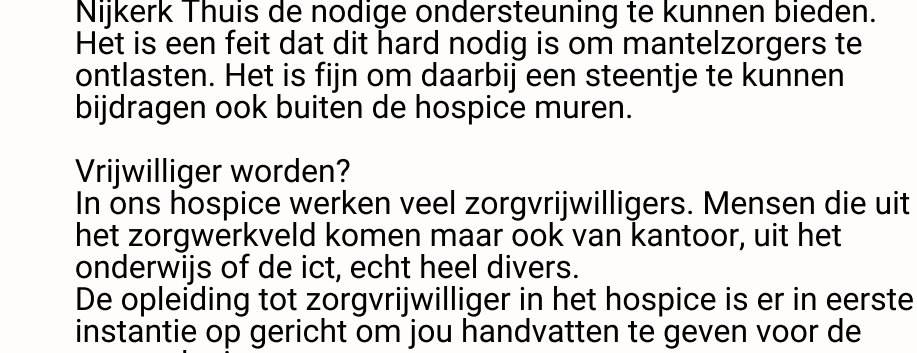 Nijkerk Thuis de nodige ondersteuning te kunnen bieden.
Het is een feit dat dit hard nodig is om mantelzorgers te
ontlasten. Het is fijn om daarbij een steentje te kunnen
bijdragen ook buiten de hospice muren.

Vrijwilliger worden?
In ons hospice werken veel zorgvrijwilligers. Mensen die uit
het zorgwerkveld komen maar ook van kantoor, uit het
onderwijs of de ict, echt heel divers.
De opleiding tot zorgvrijwilliger in het hospice is er in eerste
instantie op gericht om jou handvatten te geven voor de